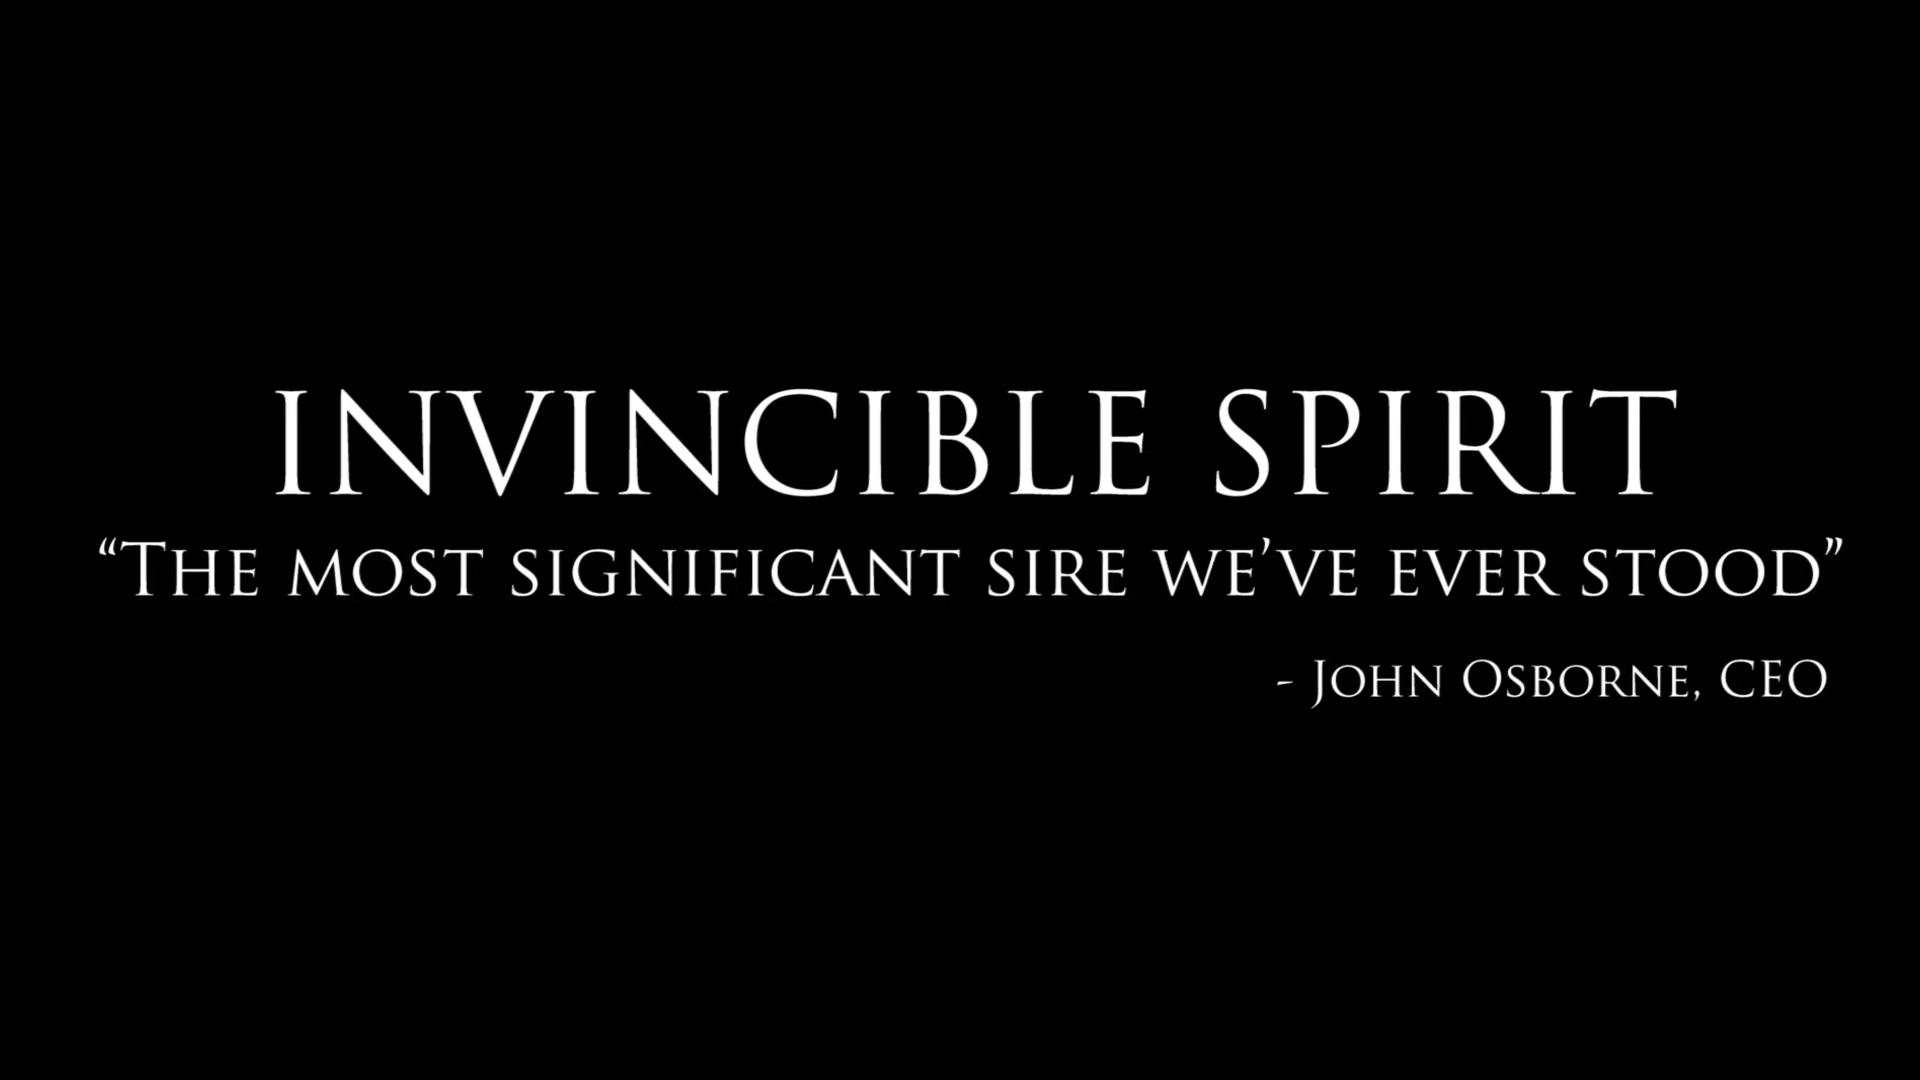 INVINCIBLE SPIRIT
“THE MOST SIGNIFICANT SIRE WE’VE EVER STOOD”
- JOHN OSBORNE, CEO